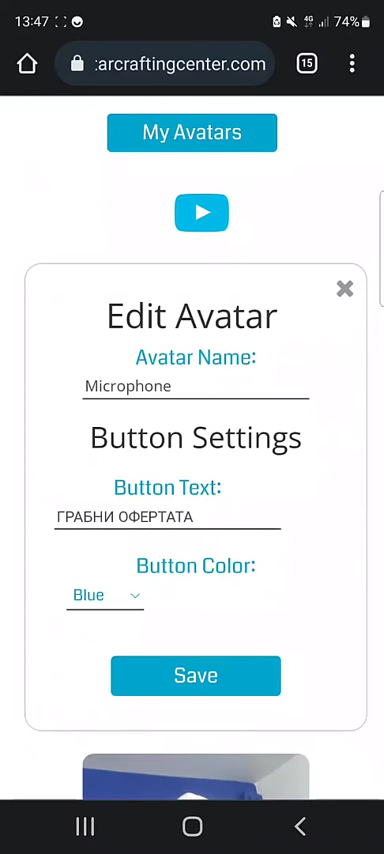 13:47
4G
74%
:arcraftingcenter.com
15
My Avatars
Edit Avatar
Avatar Name:
Microphone
Button Settings
Button Text:
ГРАБНИ ОФЕРТАТА
Button Color:
Blue
Save